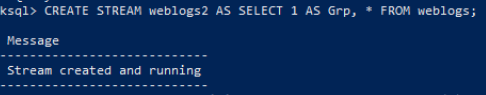 ksql> CREATE STREAM weblogs2 AS SELECT 1 AS Grp, * FROM weblogs;
Message
----------------------------
Stream created and running
----------------------------